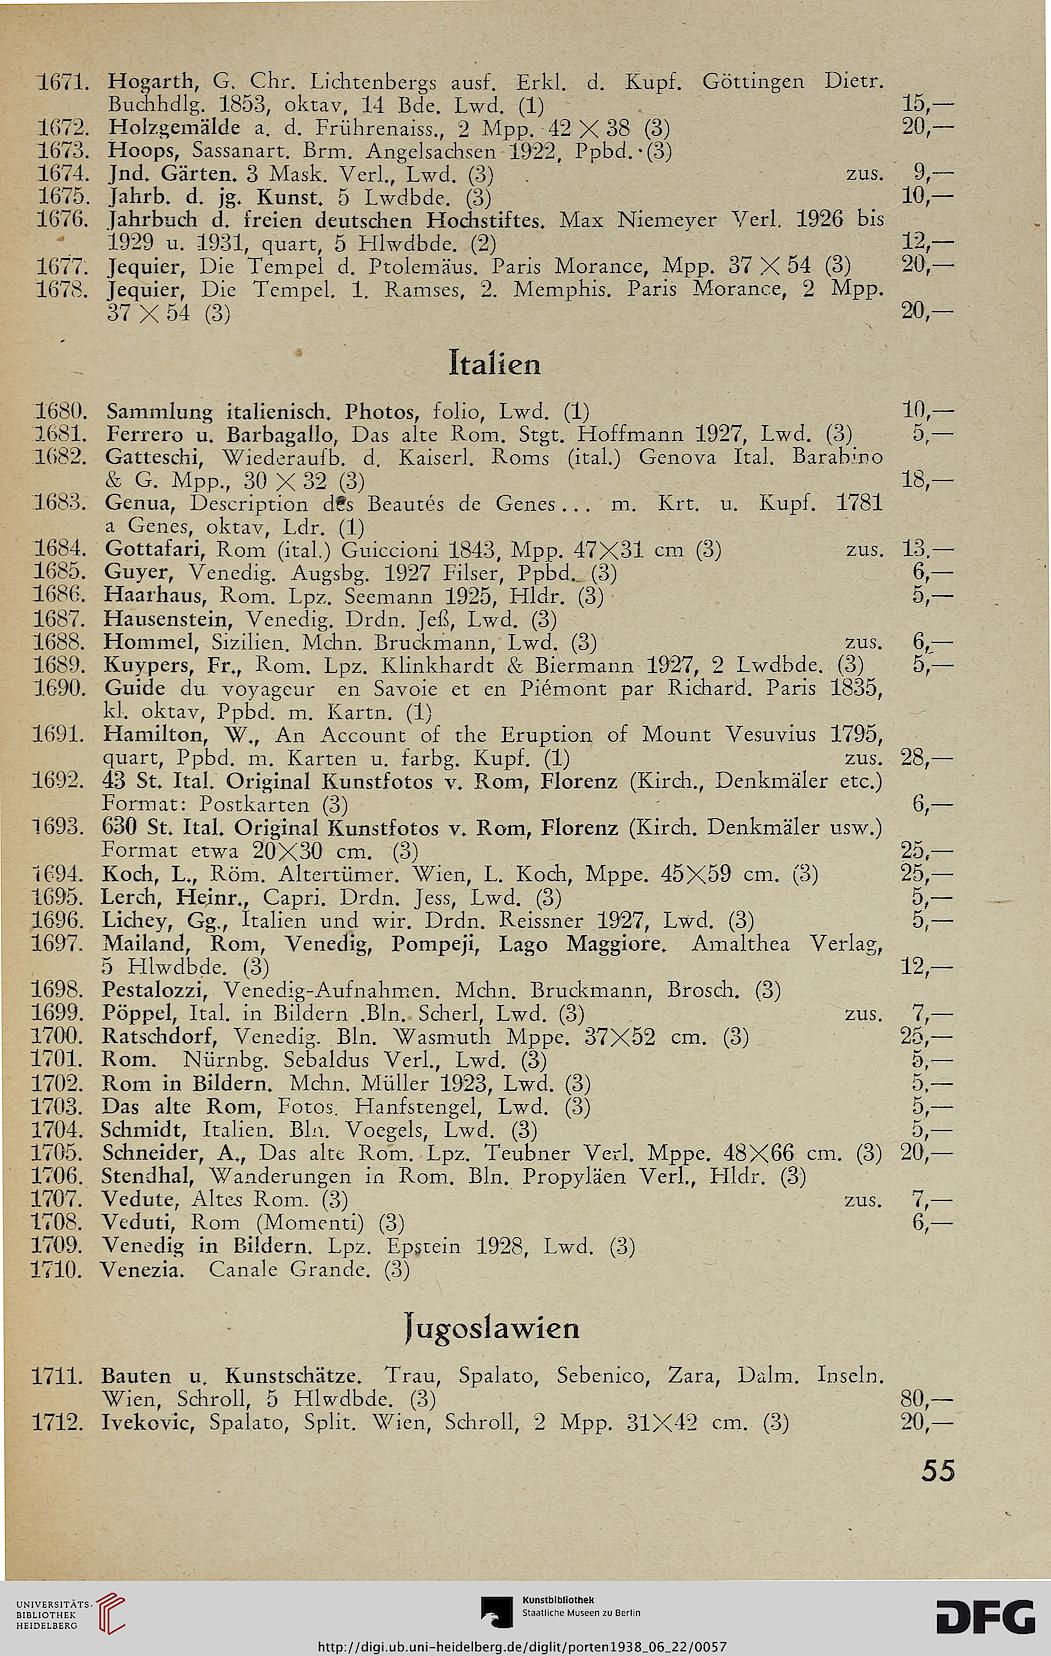 1671. Hogarth, G. Chr. Lichtenbergs ausf. Erkl. d. Kupf. Göttingen Dietr.
Buchhdlg. 1853, oktav, 14 Bde. Lwd. (1) 15,—
1672. Holzgemälde a. d. Frührenaiss., 2 Mpp. 42 X 38 (3) 20,—
1673. Hoops, Sassanart. Brm. Angelsachsen 1922, Ppbd. (3)
1674. Jnd. Gärten. 3 Mask. Verl., Lwd. (3) zus. 9,—
1675. Jahrb. d. jg. Kunst. 5 Lwdbde. (3) 10,—
1676. Jahrbuch d. freien deutschen Hochstiftes. Max Niemeyer Verl. 1926 bis
1929 u. 1931, quart, 5 Hlwdbde. (2) 12,—
1677. Jequier, Die Tempel d. Ptolemäus. Paris Morance, Mpp. 37 X 54 (3) 20,—
1678. Jequier, Die Tempel. 1. Ramses, 2. Memphis. Paris Morance, 2 Mpp.
37 X 54 (3) 20,—
Italien
1680. Sammlung italienisch. Photos, folio, Lwd. (1) 10,—
1681. Ferrero u. Barbagallo, Das alte Rom. Stgt. Hoffmann 1927, Lwd. (3) 5,—
1682. Gatteschi, Wiederaufb. d. Kaiserl. Roms (ital.) Genova Ital. Barabino
& G. Mpp., 30 X 32 (3) 18,—
1683. Genua, Description des Beautés de Genes... m. Krt. u. Kupf. 1781
a Genes, oktav, Ldr. (1)
1684. Gottafari, Rom (ital.) Guiccioni 1843, Mpp. 47X31 cm (3) zus. 13,—
1685. Guyer, Venedig. Augsbg. 1927 Filser, Ppbd. (3) 6,—
1686. Haarhaus, Rom. Lpz. Seemann 1925, Hldr. (3) 5,—
1687. Hausenstein, Venedig. Drdn. Jeß, Lwd. (3)
1688. Hommel, Sizilien. Mchn. Bruckmann, Lwd. (3) zus. 6,—
1689. Kuypers, Fr., Rom. Lpz. Klinkhardt & Biermann 1927, 2 Lwdbde. (3) 5,—
1690. Guide du voyageur en Savoie et en Piémont par Richard. Paris 1835,
kl. oktav, Ppbd. m. Kartn. (1)
1691. Hamilton, W., An Account of the Eruption of Mount Vesuvius 1795,
quart, Ppbd. m. Karten u. farbg. Kupf. (1) zus. 28,—
1692. 43 St. Ital. Original Kunstfotos v. Rom, Florenz (Kirch., Denkmäler etc.)
Format: Postkarten (3) 6,—
1693. 630 St. Ital. Original Kunstfotos v. Rom, Florenz (Kirch. Denkmäler usw.)
Format etwa 20X30 cm. (3) 25,—
1694. Koch, L., Röm. Altertümer. Wien, L. Koch, Mppe. 45X59 cm. (3) 25,—
1695. Lerch, Heinr., Capri. Drdn. Jess, Lwd. (3) 5,—
1696. Lichey, Gg., Italien und wir. Drdn. Reissner 1927, Lwd. (3) 5,—
1697. Mailand, Rom, Venedig, Pompeji, Lago Maggiore. Amalthea Verlag,
5 Hlwdbde. (3) 12,—
1698. Pestalozzi, Venedig-Aufnahmen. Mchn. Bruckmann, Brosch. (3)
1699. Pöppel, Ital. in Bildern .Bln. Scherl, Lwd. (3) zus. 7,—
1700. Ratschdorf, Venedig. Bln. Wasmuth Mppe. 37X52 cm. (3) 25,—
1701. Rom. Nürnbg. Sebaldus Verl., Lwd. (3) 5,—
1702. Rom in Bildern. Mchn. Müller 1923, Lwd. (3) 5,—
1703. Das alte Rom, Fotos. Hanfstengel, Lwd. (3) 5,—
1704. Schmidt, Italien. Bln. Voegels, Lwd. (3) 5,—
1705. Schneider, A., Das alte Rom. Lpz. Teubner Verl. Mppe. 48X66 cm. (3) 20,—
1706. Stendhal, Wanderungen in Rom. Bln. Propyläen Verl., Hldr. (3)
1707. Vedute, Altes Rom. (3) zus. 7,—
1708. Veduti, Rom (Momenti) (3) 6,—
1709. Venedig in Bildern. Lpz. Epstein 1928, Lwd. (3)
1710. Venezia. Canale Grande. (3)
Jugoslawien
1711. Bauten u. Kunstschätze. Trau, Spalato, Sebenico, Zara, Dalm. Inseln.
Wien, Schroll, 5 Hlwdbde. (3) 80,—
1712. Ivekovic, Spalato, Split. Wien, Schroll, 2 Mpp. 31X42 cm. (3) 20,—
55
UNIVERSITÄTS-
BIBLIOTHEK
HEIDELBERG
Kunstbibliothek
Staatliche Museen zu Berlin
DFG
http://digi.ub.uni-heidelberg.de/diglit/porten1938_06_22/0057